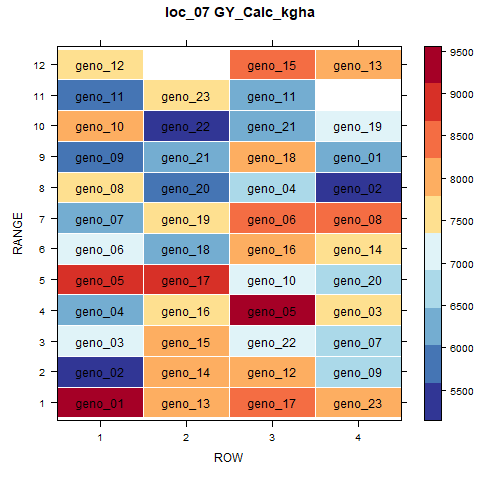 loc_07 GY_Calc_kgha
12 geno_12 geno_15 geno_13
11 geno_11 geno_23 geno_11
10 geno_10 geno_22 geno_21 geno_19
9 geno_09 geno_21 geno_18 geno_01
8 geno_08 geno_20 geno_04 geno_02
7 geno_07 geno_19 geno_06 geno_08
6 geno_06 geno_18 geno_16 geno_14
5 geno_05 geno_17 geno_10 geno_20
4 geno_04 geno_16 geno_05 geno_03
3 geno_03 geno_15 geno_22 geno_07
2 geno_02 geno_14 geno_12 geno_09
1 geno_01 geno_13 geno_17 geno_23
1 2 3 4
ROW
RANGE
9500
9000
8500
8000
7500
7000
6500
6000
5500